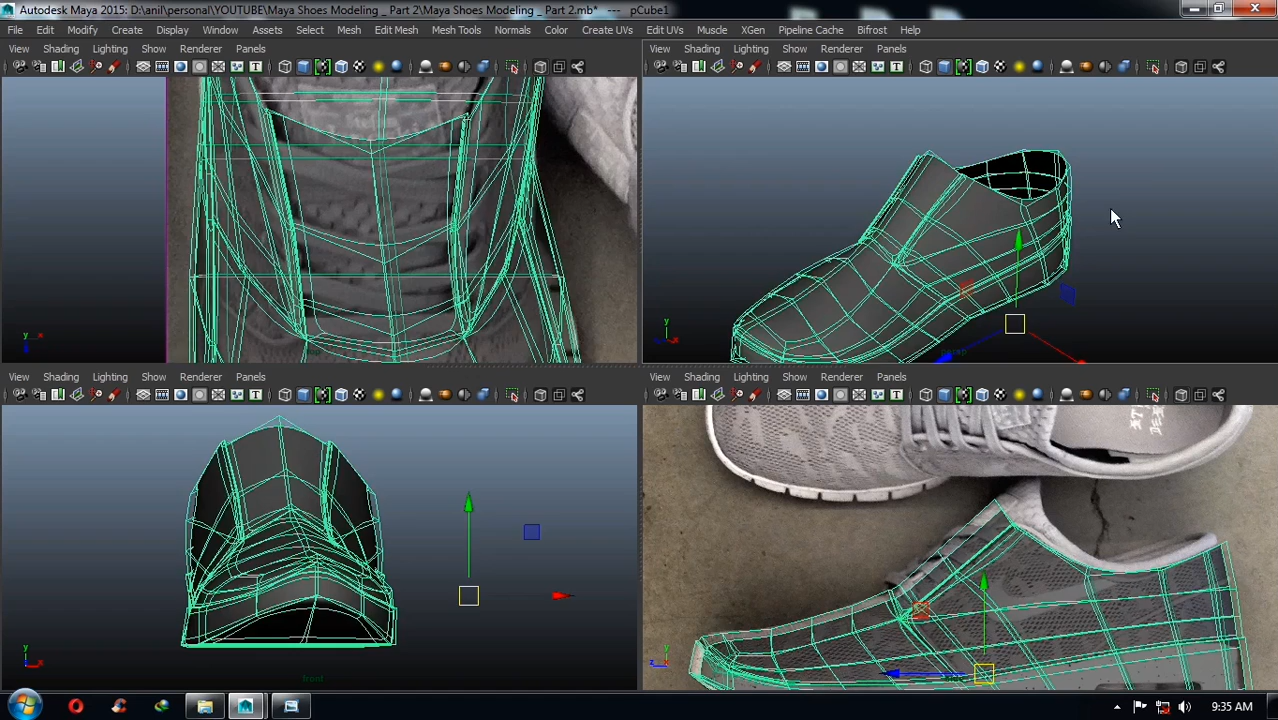 Autodesk Maya 2015: D:\anil\personal\YOUTUBE\Maya Shoes Modeling _ Part 2\Maya Shoes Modeling _ Part 2.mb* --- pCube1
File Edit Modify Create Display Window Assets Select Mesh Edit Mesh Mesh Tools Normals Color Create UVs Edit UVs Muscle XGen Pipeline Cache Bifrost Help
View Shading Lighting Show Renderer Panels
View Shading Lighting Show Renderer Panels
y x
y x
persp
View Shading Lighting Show Renderer Panels
View Shading Lighting Show Renderer Panels
y x
front
y z
9:35 AM